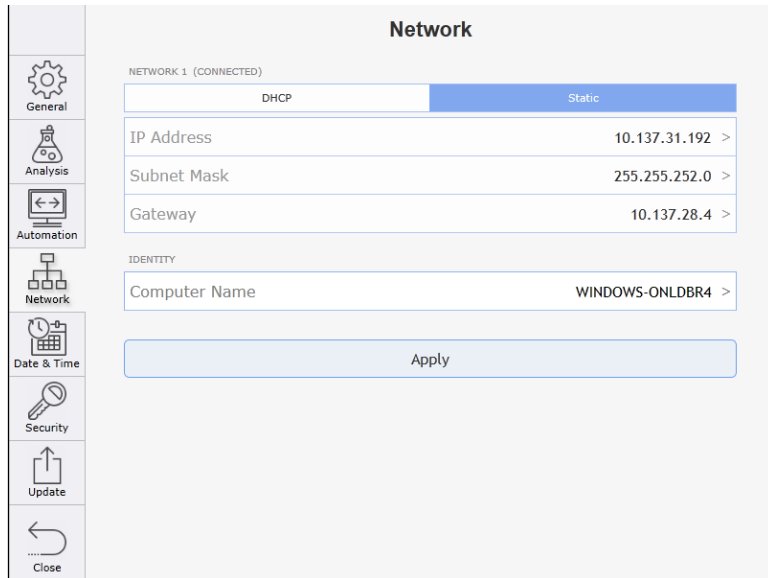 Network
General
Analysis
Automation
Network
Date & Time
Security
Update
Close
NETWORK 1 (CONNECTED)
DHCP Static
IP Address 10.137.31.192 >
Subnet Mask 255.255.252.0 >
Gateway 10.137.28.4 >
IDENTITY
Computer Name WINDOWS-ONLDBR4 >
Apply